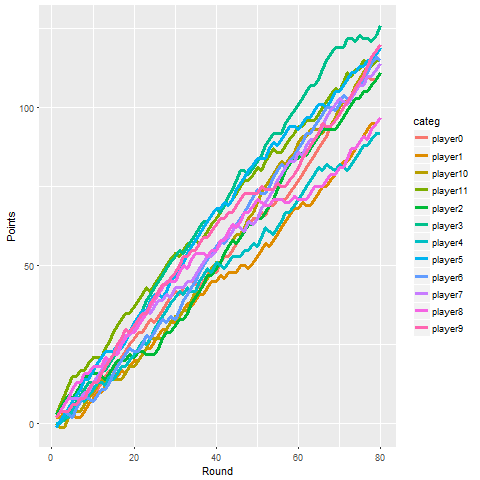 Points
100
50
0
0
20
40
60
80
Round
categ
player0
player1
player10
player11
player2
player3
player4
player5
player6
player7
player8
player9